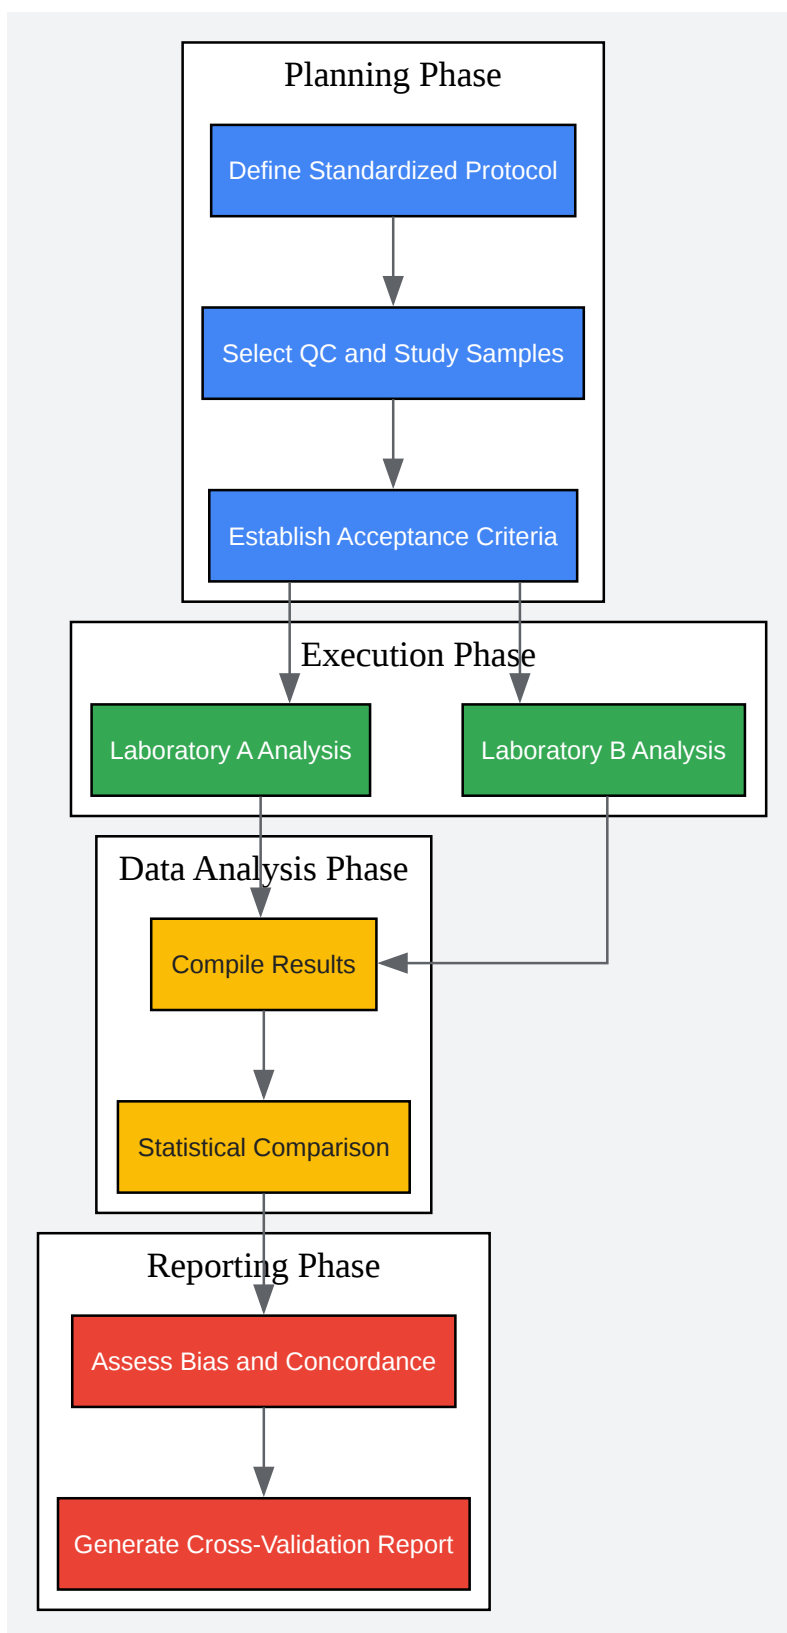 Planning Phase
Define Standardized Protocol
Select QC and Study Samples
Establish Acceptance Criteria
Execution Phase
Laboratory A Analysis
Laboratory B Analysis
Data Analysis Phase
Compile Results
Statistical Comparison
Reporting Phase
Assess Bias and Concordance
Generate Cross-Validation Report